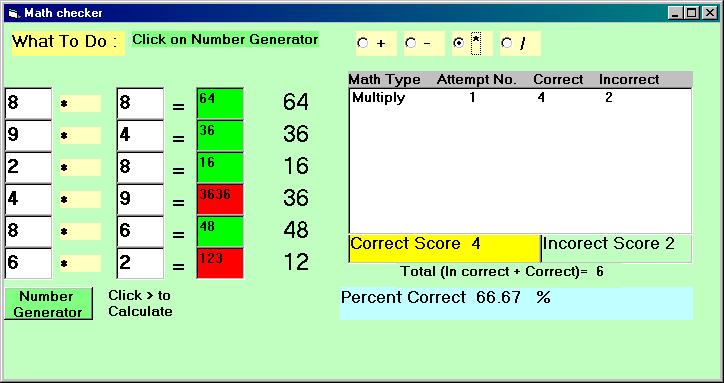 Math checker
What To Do :
Click on Number Generator
+ - * /
Math Type Attempt No. Correct Incorrect
Multiply 1 4 2
8 * 8 = 64 64
9 * 4 = 36 36
2 * 8 = 16 16
4 * 9 = 3636 36
8 * 6 = 48 48
6 * 2 = 123 12
Correct Score 4
Incorect Score 2
Total (In correct + Correct)= 6
Number
Generator
Click > to
Calculate
Percent Correct 66.67 %